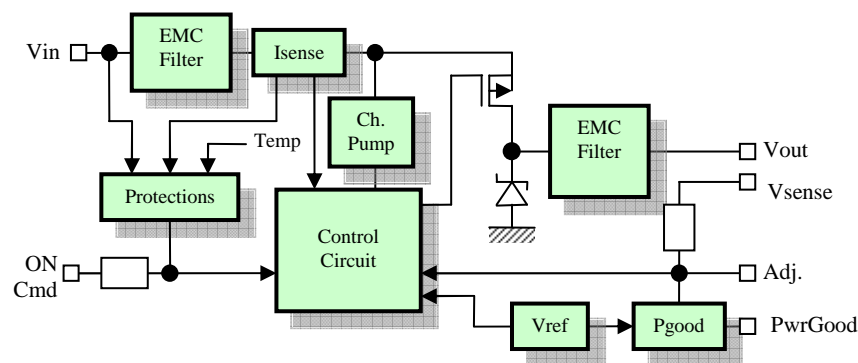 Vin
EMC
Filter
Isense
Ch.
Pump
EMC
Filter
Vout
Temp
Vsense
Protections
Control
Circuit
ON
Cmd
Adj.
Vref
Pgood
PwrGood